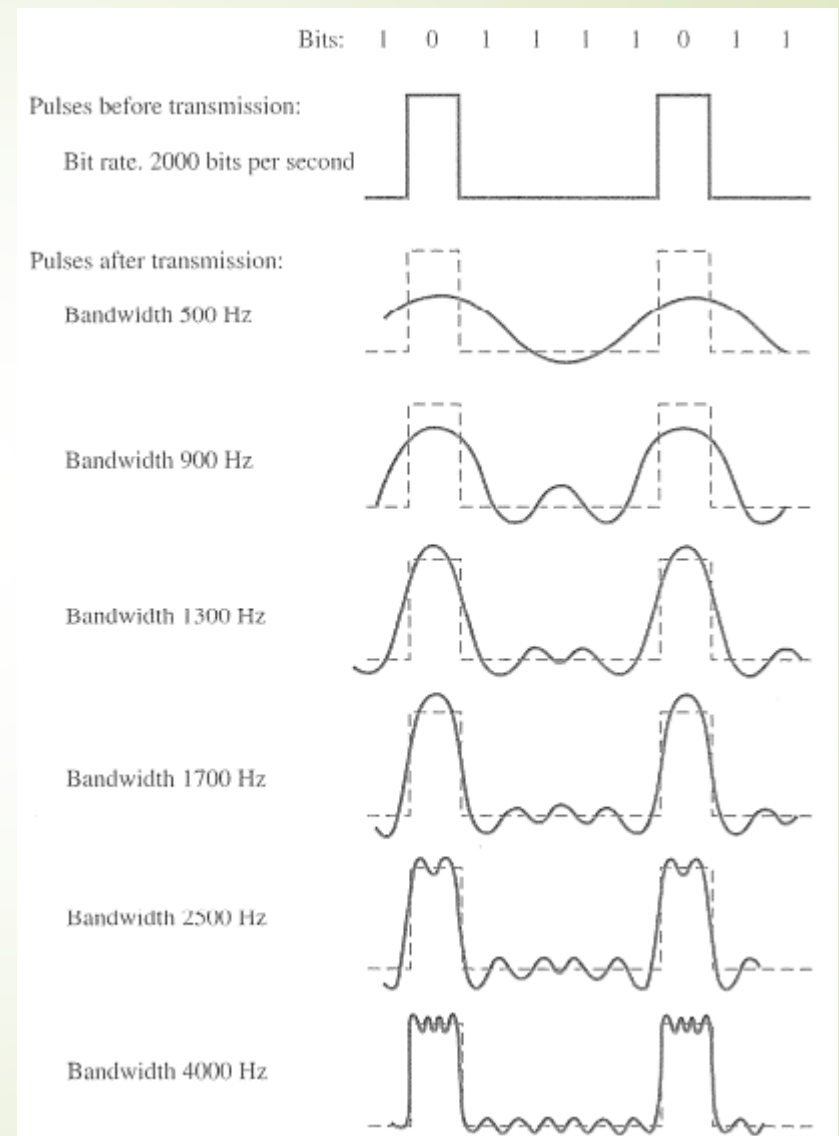 Bits: 1 0 1 1 1 1 0 1 1
Pulses before transmission:
Bit rate. 2000 bits per second
Pulses after transmission:
Bandwidth 500 Hz
Bandwidth 900 Hz
Bandwidth 1300 Hz
Bandwidth 1700 Hz
Bandwidth 2500 Hz
Bandwidth 4000 Hz